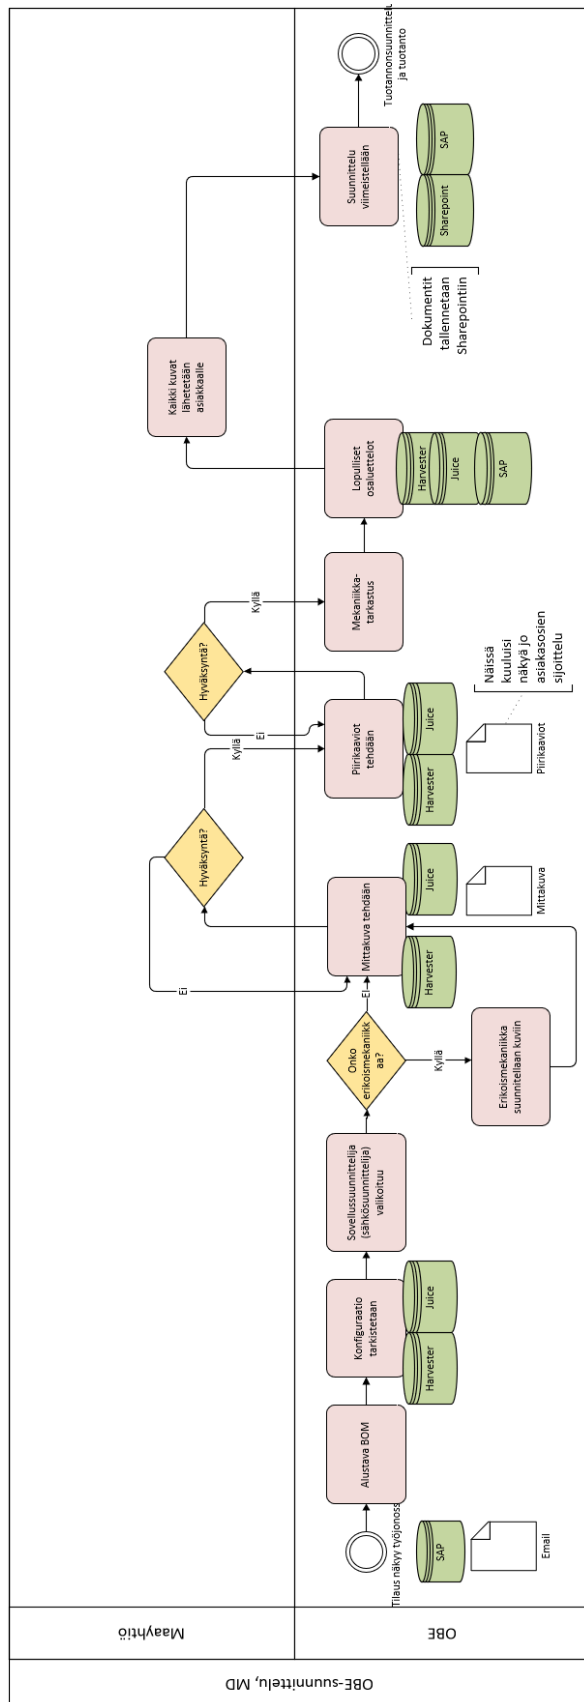 OBE-suunnittelu, MD
Maayhtiö
OBE
Tilaus näkyy työjonoss
SAP
Email
Alustava BOM
Konfiguraatio
tarkistetaan
Harvester
Juice
Sovellussuunnittelija
(sähkösuunnittelija)
valikoituu
Onko
erikoismekaniikk
aa?
Ei
Kyllä
Erikoismekaniikka
suunnitellaan kuviin
Mittakuva tehdään
Harvester
Juice
Mittakuva
Hyväksyntä?
Ei
Kyllä
Piirikaaviot
tehdään
Harvester
Juice
Piirikaaviot
Näissä
kuuluisi
näkyä jo
asiakasosien
sijoittelu
Hyväksyntä?
Ei
Kyllä
Mekaniikka-
tarkastus
Lopulliset
osaluettelot
Harvester
Juice
SAP
Kaikki kuvat
lähetetään
asiakkaalle
Suunnittelu
viimeistellään
Dokumentit
tallennetaan
Sharepointiin
Sharepoint
SAP
Tuotannonsuunnittelu
ja tuotanto